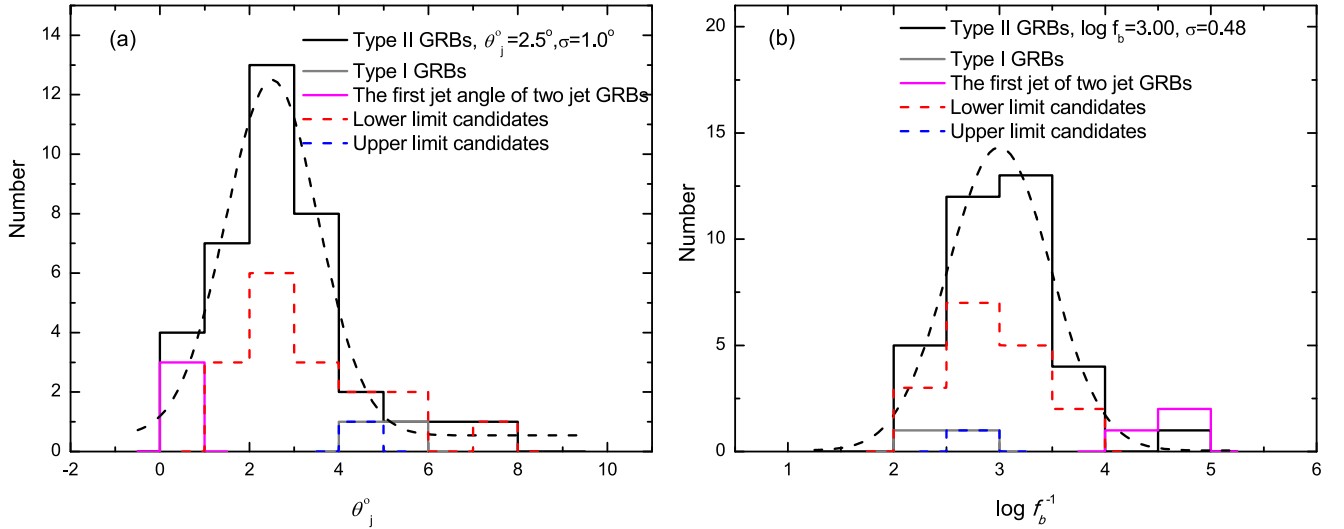 (a)
Type II GRBs, θ°j=2.5°,σ=1.0°
Type I GRBs
The first jet angle of two jet GRBs
Lower limit candidates
Upper limit candidates
Number
14
12
10
8
6
4
2
0
-2 0 2 4 6 8 10
θ°j
(b)
Type II GRBs, log fb=3.00, σ=0.48
Type I GRBs
The first jet of two jet GRBs
Lower limit candidates
Upper limit candidates
Number
20
15
10
5
0
1 2 3 4 5 6
log fb-1